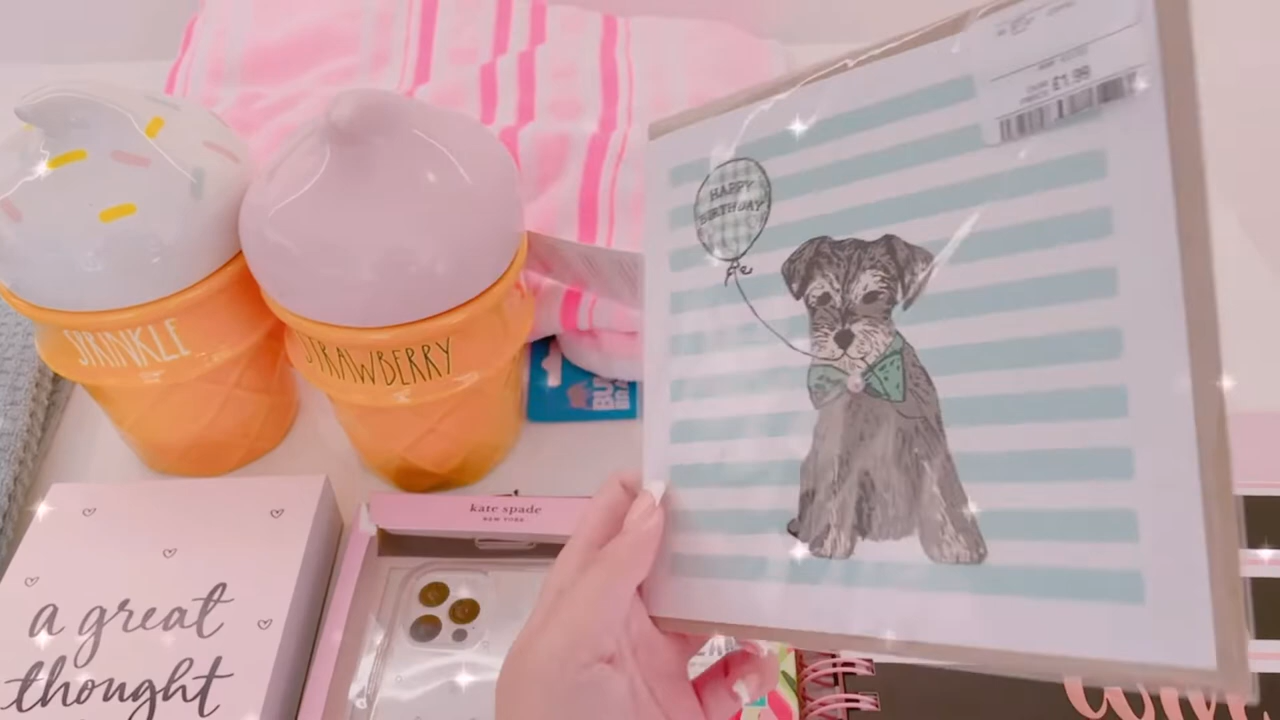 SPRINKLE
STRAWBERRY
HAPPY
BIRTHDAY
£1.99
kate spade
NEW YORK
a great
thought